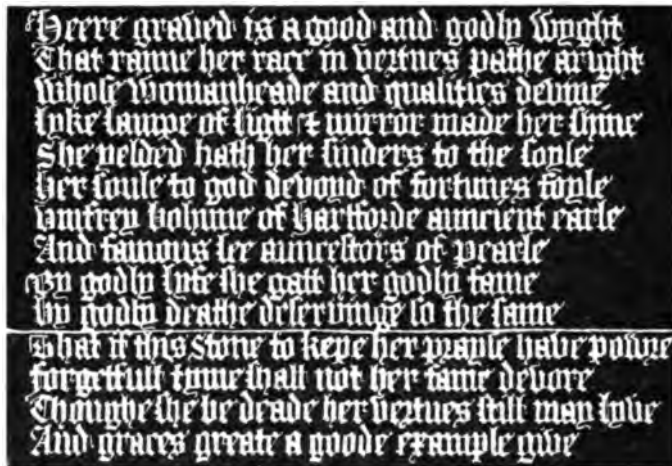 Heere graved is a good and godly wyght
That ranne her race in vertues pathe aright
Whose womanheade and qualities devine
lyke lampe of light & mirror made her shine
She yelded hath her sinders to the soyle
Her soule to god devoyd of fortunes foyle
Umfrey bohune of Hartforde auncient earle
And famous her auncestors of pearle
By godly lyfe she gatt her godly fame
by godly deathe deservinge so the same
What if this Stone to kepe her prayse have powre
forgetfull tyme shall not her fame devore
Thoughe she be deade her vertues still may lyve
And graces greate a goode example give